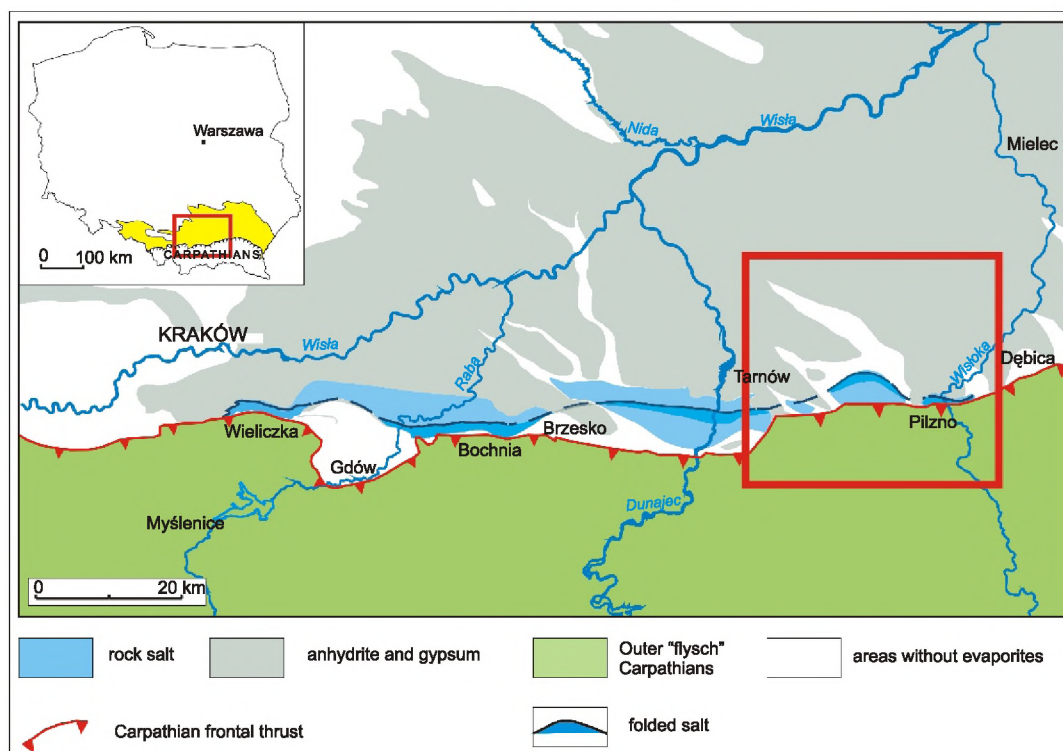 Warszawa
0 100 km
CARPATHIANS
Nida
Wisła
Mielec
KRAKÓW
Wisła
Raba
Wisłoka
Dębica
Tarnów
Wieliczka
Brzesko
Pilzno
Bochnia
Gdów
Dunajec
Myślenice
0 20 km
rock salt
anhydrite and gypsum
Outer "flysch"
Carpathians
areas without evaporites
Carpathian frontal thrust
folded salt